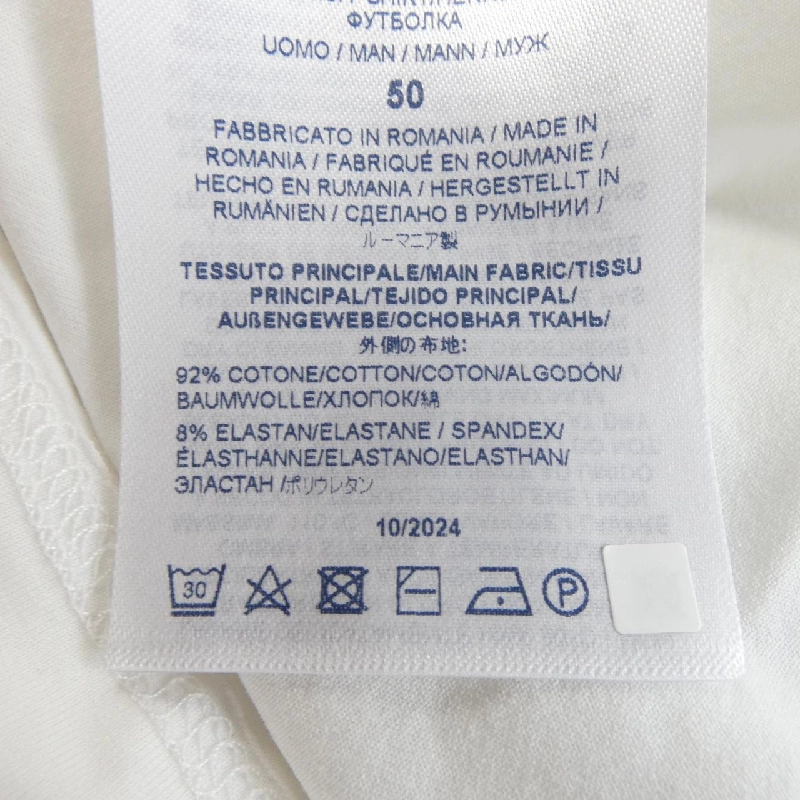 ФУТБОЛКА
UOMO / MAN / MANN / МУЖ
50
FABBRICATO IN ROMANIA / MADE IN
ROMANIA / FABRIQUÉ EN ROUMANIE /
HECHO EN RUMANIA / HERGESTELLT IN
RUMÄNIEN / СДЕЛАНО В РУМЫНИИ /
ルーマニア製
TESSUTO PRINCIPALE/MAIN FABRIC/TISSU
PRINCIPAL/TEJIDO PRINCIPAL/
AUßENGEWEBE/ОСНОВНАЯ ТКАНЬ/
外側の布地:
92% COTONE/COTTON/COTON/ALGODÓN/
BAUMWOLLE/ХЛОПОК/綿
8% ELASTAN/ELASTANE / SPANDEX/
ÉLASTHANNE/ELASTANO/ELASTHAN/
ЭЛАСТАН /ポリウレタン
10/2024
30 P